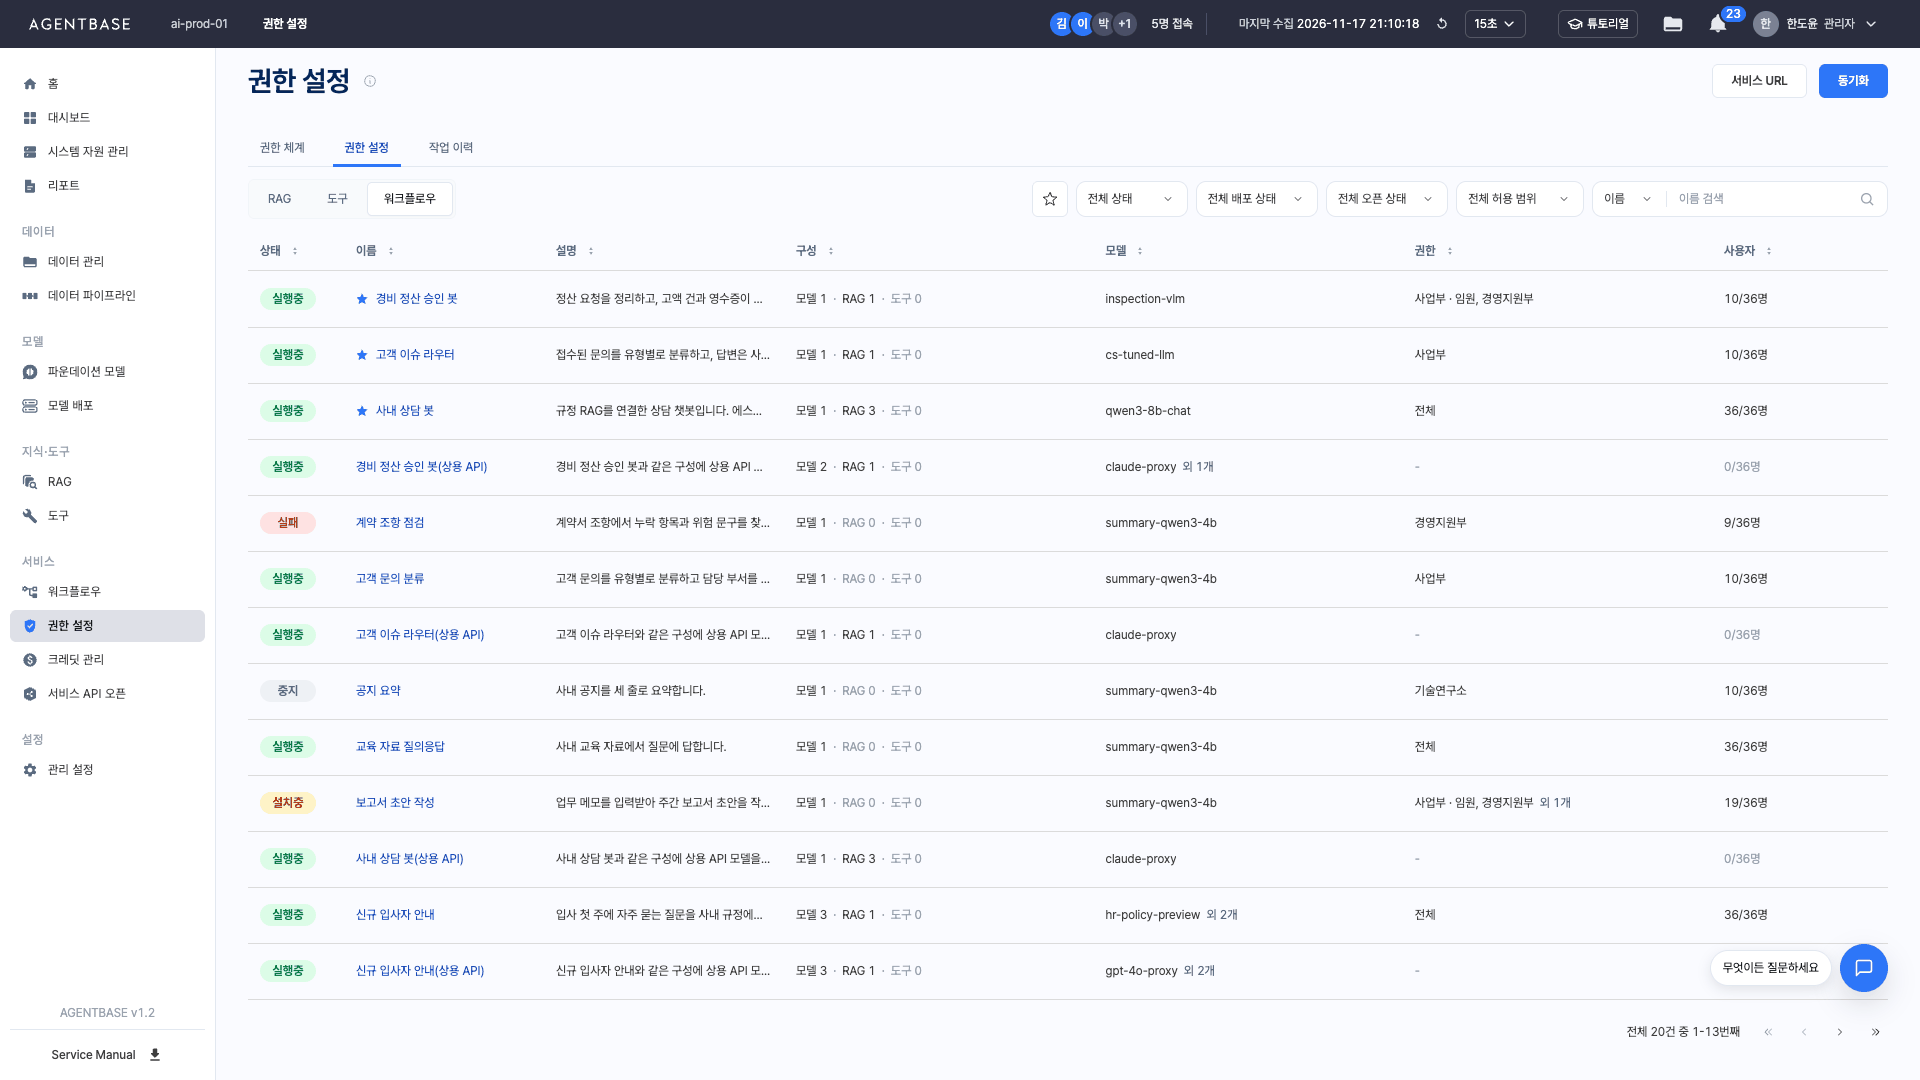 AGENTBASE ai-prod-01 권한 설정 김 이 박 +1 5명 접속 마지막 수집 2026-11-17 21:10:18 15초 튜토리얼 23 한 한도윤 관리자
홈
대시보드
시스템 자원 관리
리포트
데이터
데이터 관리
데이터 파이프라인
모델
파운데이션 모델
모델 배포
지식·도구
RAG
도구
서비스
워크플로우
권한 설정
크레딧 관리
서비스 API 오픈
설정
관리 설정
AGENTBASE v1.2
Service Manual
권한 설정
서비스 URL 동기화
권한 체계 권한 설정 작업 이력
RAG 도구 워크플로우 전체 상태 전체 배포 상태 전체 오픈 상태 전체 허용 범위 이름 이름 검색
상태 이름 설명 구성 모델 권한 사용자
실행중 경비 정산 승인 봇 정산 요청을 정리하고, 고액 건과 영수증이 ... 모델 1 · RAG 1 · 도구 0 inspection-vlm 사업부 · 임원, 경영지원부 10/36명
실행중 고객 이슈 라우터 접수된 문의를 유형별로 분류하고, 답변은 사... 모델 1 · RAG 1 · 도구 0 cs-tuned-llm 사업부 10/36명
실행중 사내 상담 봇 규정 RAG를 연결한 상담 챗봇입니다. 에스... 모델 1 · RAG 3 · 도구 0 qwen3-8b-chat 전체 36/36명
실행중 경비 정산 승인 봇(상용 API) 경비 정산 승인 봇과 같은 구성에 상용 API ... 모델 2 · RAG 1 · 도구 0 claude-proxy 외 1개 - 0/36명
실패 계약 조항 점검 계약서 조항에서 누락 항목과 위험 문구를 찾... 모델 1 · RAG 0 · 도구 0 summary-qwen3-4b 경영지원부 9/36명
실행중 고객 문의 분류 고객 문의를 유형별로 분류하고 담당 부서를 ... 모델 1 · RAG 0 · 도구 0 summary-qwen3-4b 사업부 10/36명
실행중 고객 이슈 라우터(상용 API) 고객 이슈 라우터와 같은 구성에 상용 API 모... 모델 1 · RAG 1 · 도구 0 claude-proxy - 0/36명
중지 공지 요약 사내 공지를 세 줄로 요약합니다. 모델 1 · RAG 0 · 도구 0 summary-qwen3-4b 기술연구소 10/36명
실행중 교육 자료 질의응답 사내 교육 자료에서 질문에 답합니다. 모델 1 · RAG 0 · 도구 0 summary-qwen3-4b 전체 36/36명
설치중 보고서 초안 작성 업무 메모를 입력받아 주간 보고서 초안을 작... 모델 1 · RAG 0 · 도구 0 summary-qwen3-4b 사업부 · 임원, 경영지원부 외 1개 19/36명
실행중 사내 상담 봇(상용 API) 사내 상담 봇과 같은 구성에 상용 API 모델을... 모델 1 · RAG 3 · 도구 0 claude-proxy - 0/36명
실행중 신규 입사자 안내 입사 첫 주에 자주 묻는 질문을 사내 규정에... 모델 3 · RAG 1 · 도구 0 hr-policy-preview 외 2개 전체 36/36명
실행중 신규 입사자 안내(상용 API) 신규 입사자 안내와 같은 구성에 상용 API 모... 모델 3 · RAG 1 · 도구 0 gpt-4o-proxy 외 2개 -
무엇이든 질문하세요
전체 20건 중 1-13번째